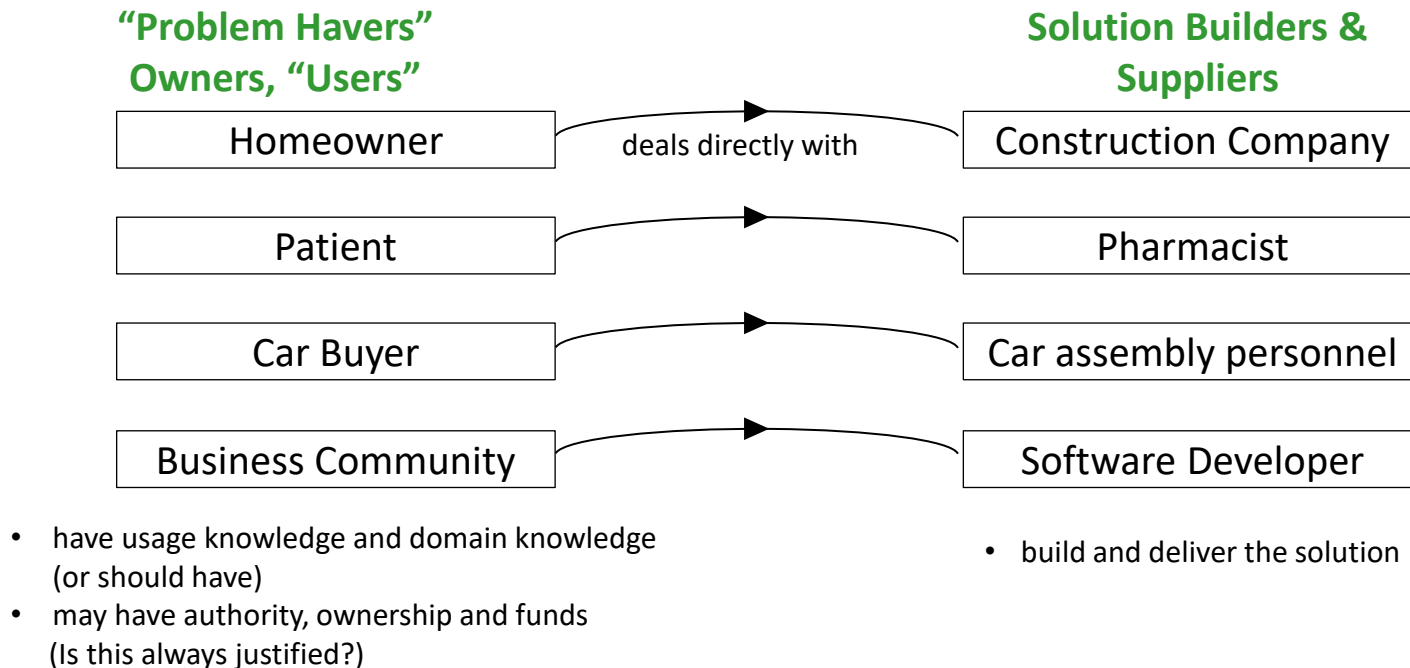 “Problem Havers”
Owners, “Users”
Solution Builders &
Suppliers
Homeowner
deals directly with
Construction Company
Patient
Pharmacist
Car Buyer
Car assembly personnel
Business Community
Software Developer
• have usage knowledge and domain knowledge
(or should have)
• may have authority, ownership and funds
(Is this always justified?)
• build and deliver the solution